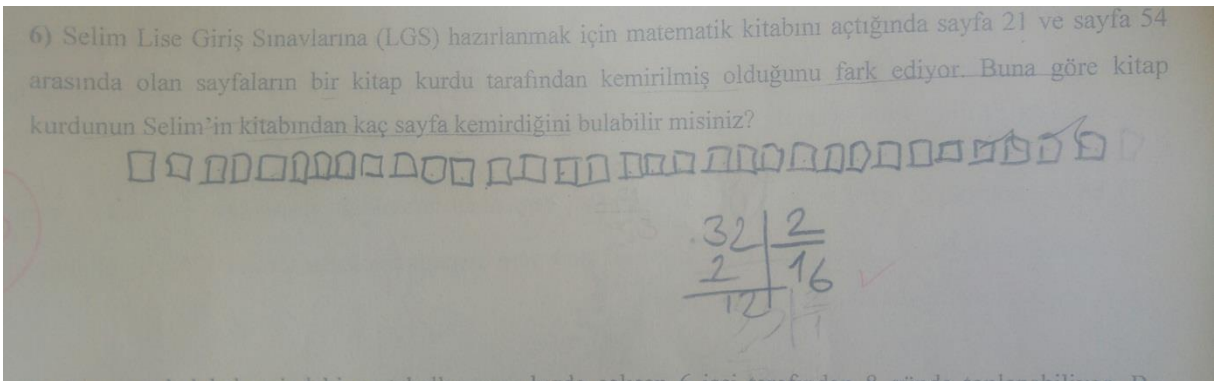 6) Selim Lise Giriş Sınavlarına (LGS) hazırlanmak için matematik kitabını açtığında sayfa 21 ve sayfa 54
arasında olan sayfaların bir kitap kurdu tarafından kemirilmiş olduğunu fark ediyor. Buna göre kitap
kurdunun Selim’in kitabından kaç sayfa kemirdiğini bulabilir misiniz?
32 2
2 16
12